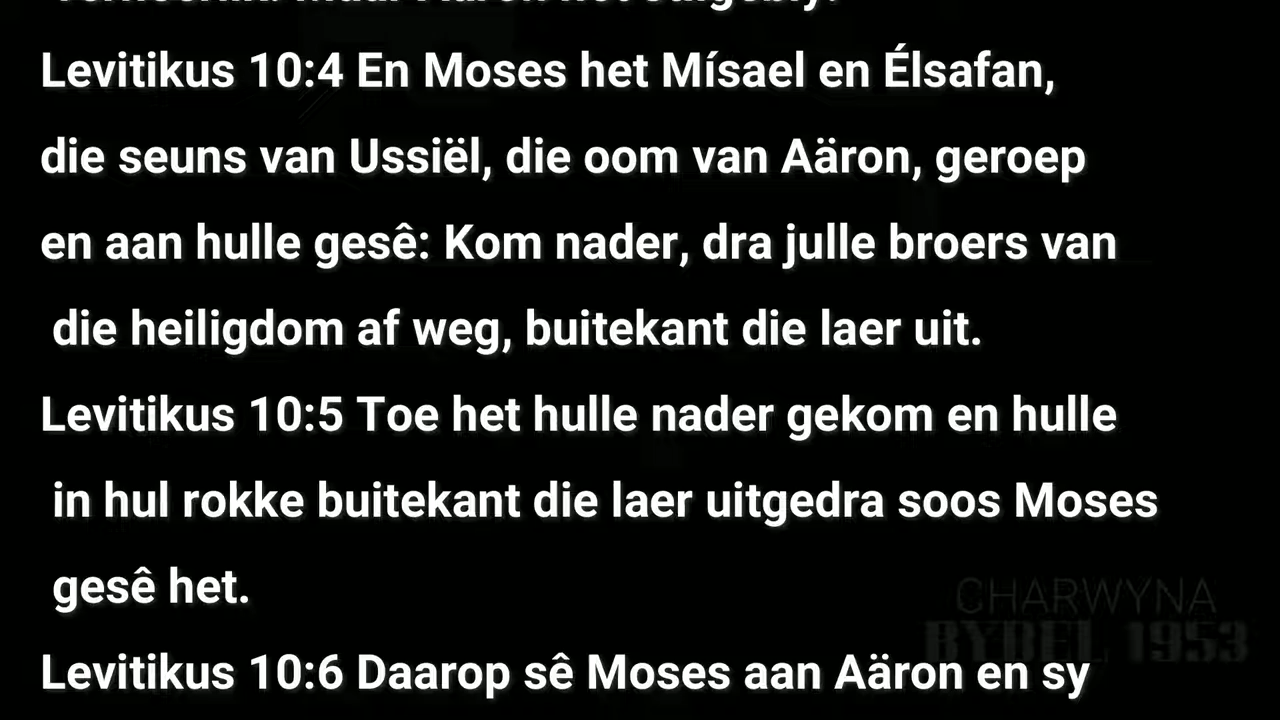 Levitikus 10:4 En Moses het Mísael en Élsafan,
die seuns van Ussiël, die oom van Aäron, geroep
en aan hulle gesê: Kom nader, dra julle broers van
die heiligdom af weg, buitekant die laer uit.
Levitikus 10:5 Toe het hulle nader gekom en hulle
in hul rokke buitekant die laer uitgedra soos Moses
gesê het.
CHARWYNA
BYBEL 1953
Levitikus 10:6 Daarop sê Moses aan Aäron en sy